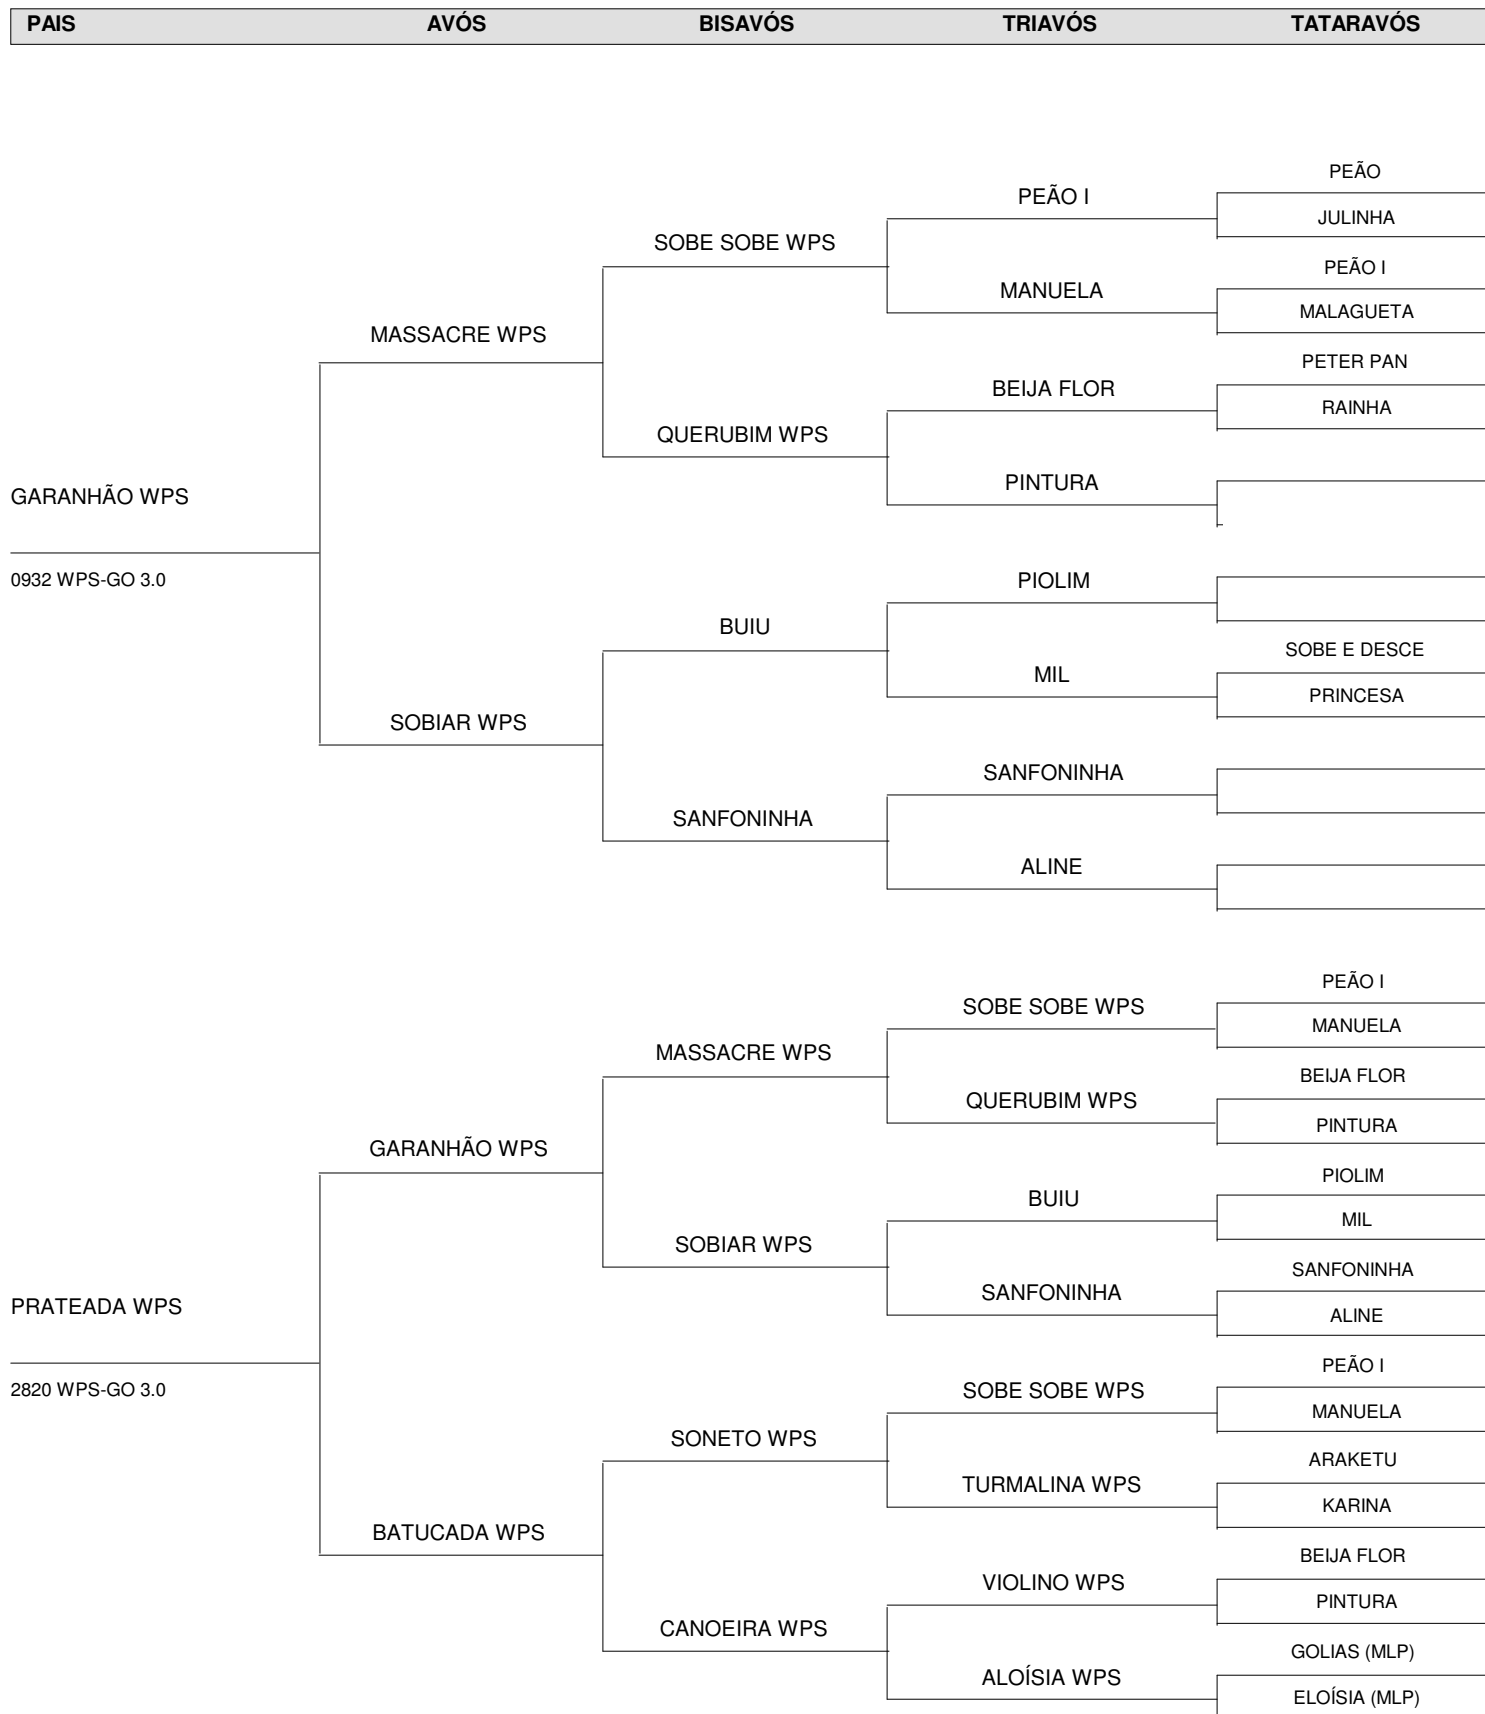 PAIS AVÓS BISAVÓS TRIAVÓS TATARAVÓS
PEÃO
PEÃO I
JULINHA
SOBE SOBE WPS
PEÃO I
MANUELA
MALAGUETA
MASSACRE WPS
PETER PAN
BEIJA FLOR
RAINHA
QUERUBIM WPS
PINTURA
GARANHÃO WPS
0932 WPS-GO 3.0
PIOLIM
BUIU
SOBE E DESCE
MIL
PRINCESA
SOBIAR WPS
SANFONINHA
SANFONINHA
ALINE
PEÃO I
SOBE SOBE WPS
MANUELA
MASSACRE WPS
BEIJA FLOR
QUERUBIM WPS
PINTURA
GARANHÃO WPS
PIOLIM
BUIU
MIL
SOBIAR WPS
SANFONINHA
SANFONINHA
ALINE
PRATEADA WPS
2820 WPS-GO 3.0
PEÃO I
SOBE SOBE WPS
MANUELA
SONETO WPS
ARAKETU
TURMALINA WPS
KARINA
BATUCADA WPS
BEIJA FLOR
VIOLINO WPS
PINTURA
CANOEIRA WPS
GOLIAS (MLP)
ALOÍSIA WPS
ELOÍSIA (MLP)